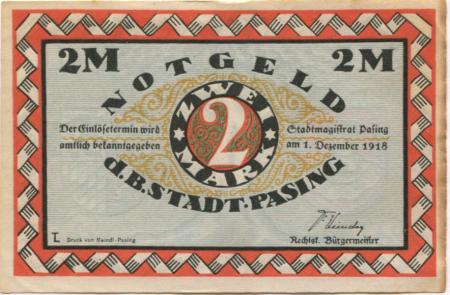 2M 2M
NOTGELD
ZWEI
2
MARK
Der Einlösetermin wird
amtlich bekanntgegeben
Stadtmagistrat Pasing
am 1. Dezember 1918
d.B.STADT-PASING
Rechtsk. Bürgermeister
T. Druck von Maindl-Pasing